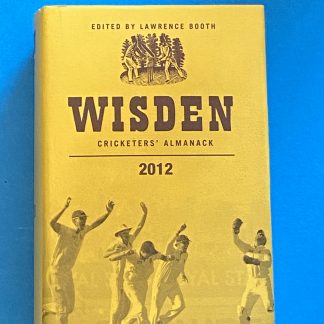 EDITED BY LAWRENCE BOOTH
WISDEN
CRICKETERS' ALMANACK
2012